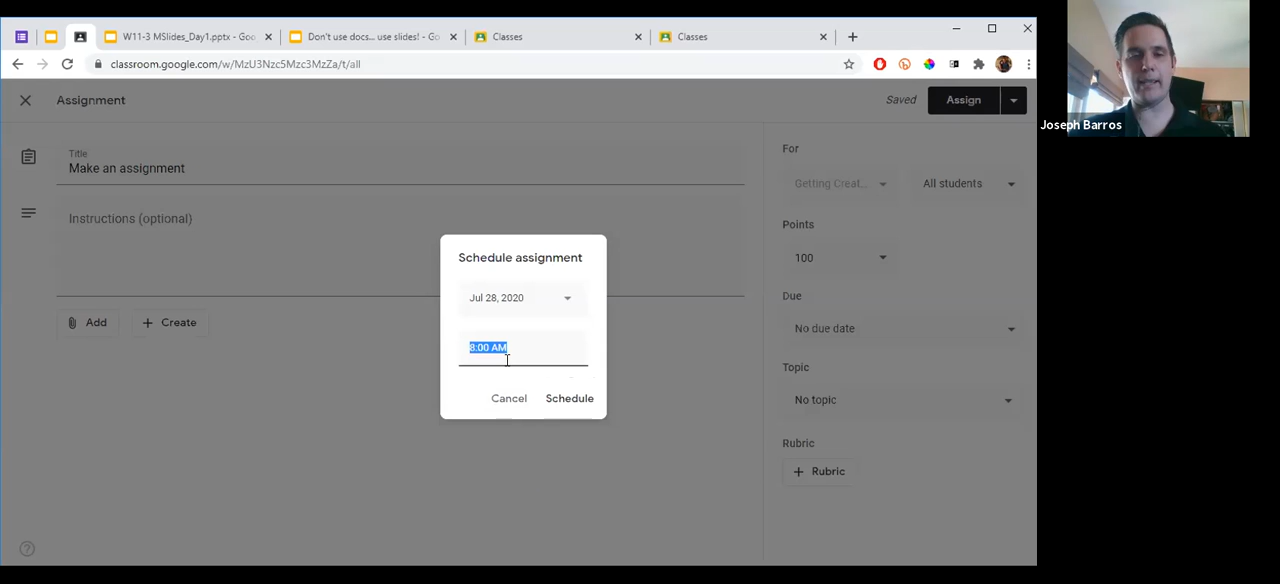 W11-3 MSlides_Day1.pptx - Goo
Don't use docs... use slides! - Go
Classes
Classes
classroom.google.com/w/MzU3Nzc5Mzc3MzZa/t/all
Assignment
Saved
Assign
Title
Make an assignment
Instructions (optional)
Add
Create
For
Getting Creat...
All students
Points
100
Due
No due date
Topic
No topic
Rubric
Rubric
Schedule assignment
Jul 28, 2020
8:00 AM
Cancel
Schedule
Joseph Barros